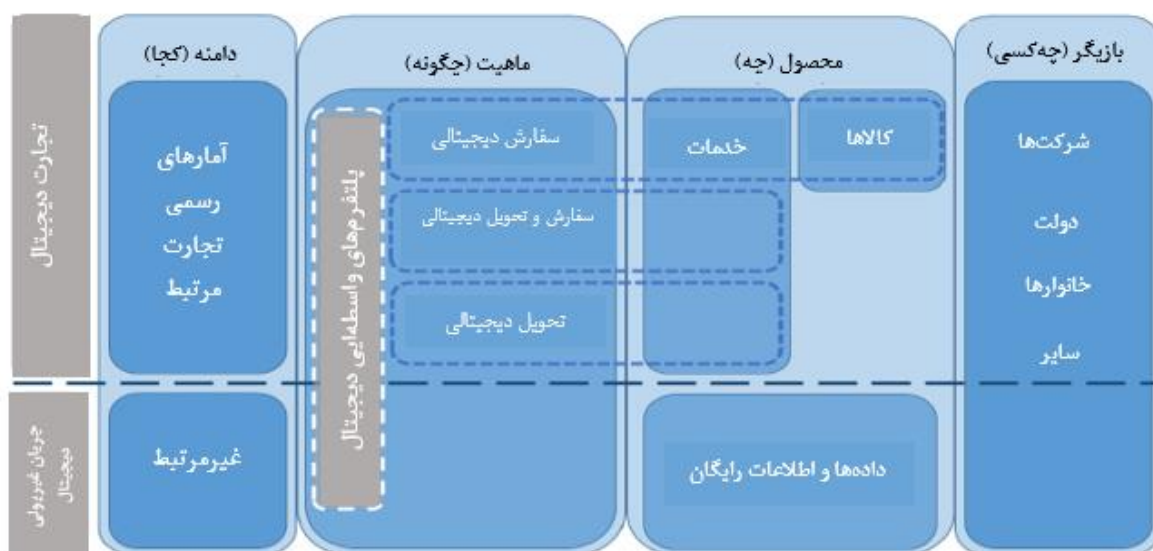 بازیگر (چه‌کسی)
شرکت‌ها
دولت
خانوارها
سایر
محصول (چه)
کالاها
خدمات
داده‌ها و اطلاعات رایگان
ماهیت (چگونه)
سفارش دیجیتالی
سفارش و تحویل دیجیتالی
تحویل دیجیتالی
پلتفرم‌های واسطه‌ایی دیجیتال
دامنه (کجا)
آمارهای
رسمی
تجارت
مرتبط
غیرمرتبط
تجارت دیجیتال
جریان غیرپولی
دیجیتال